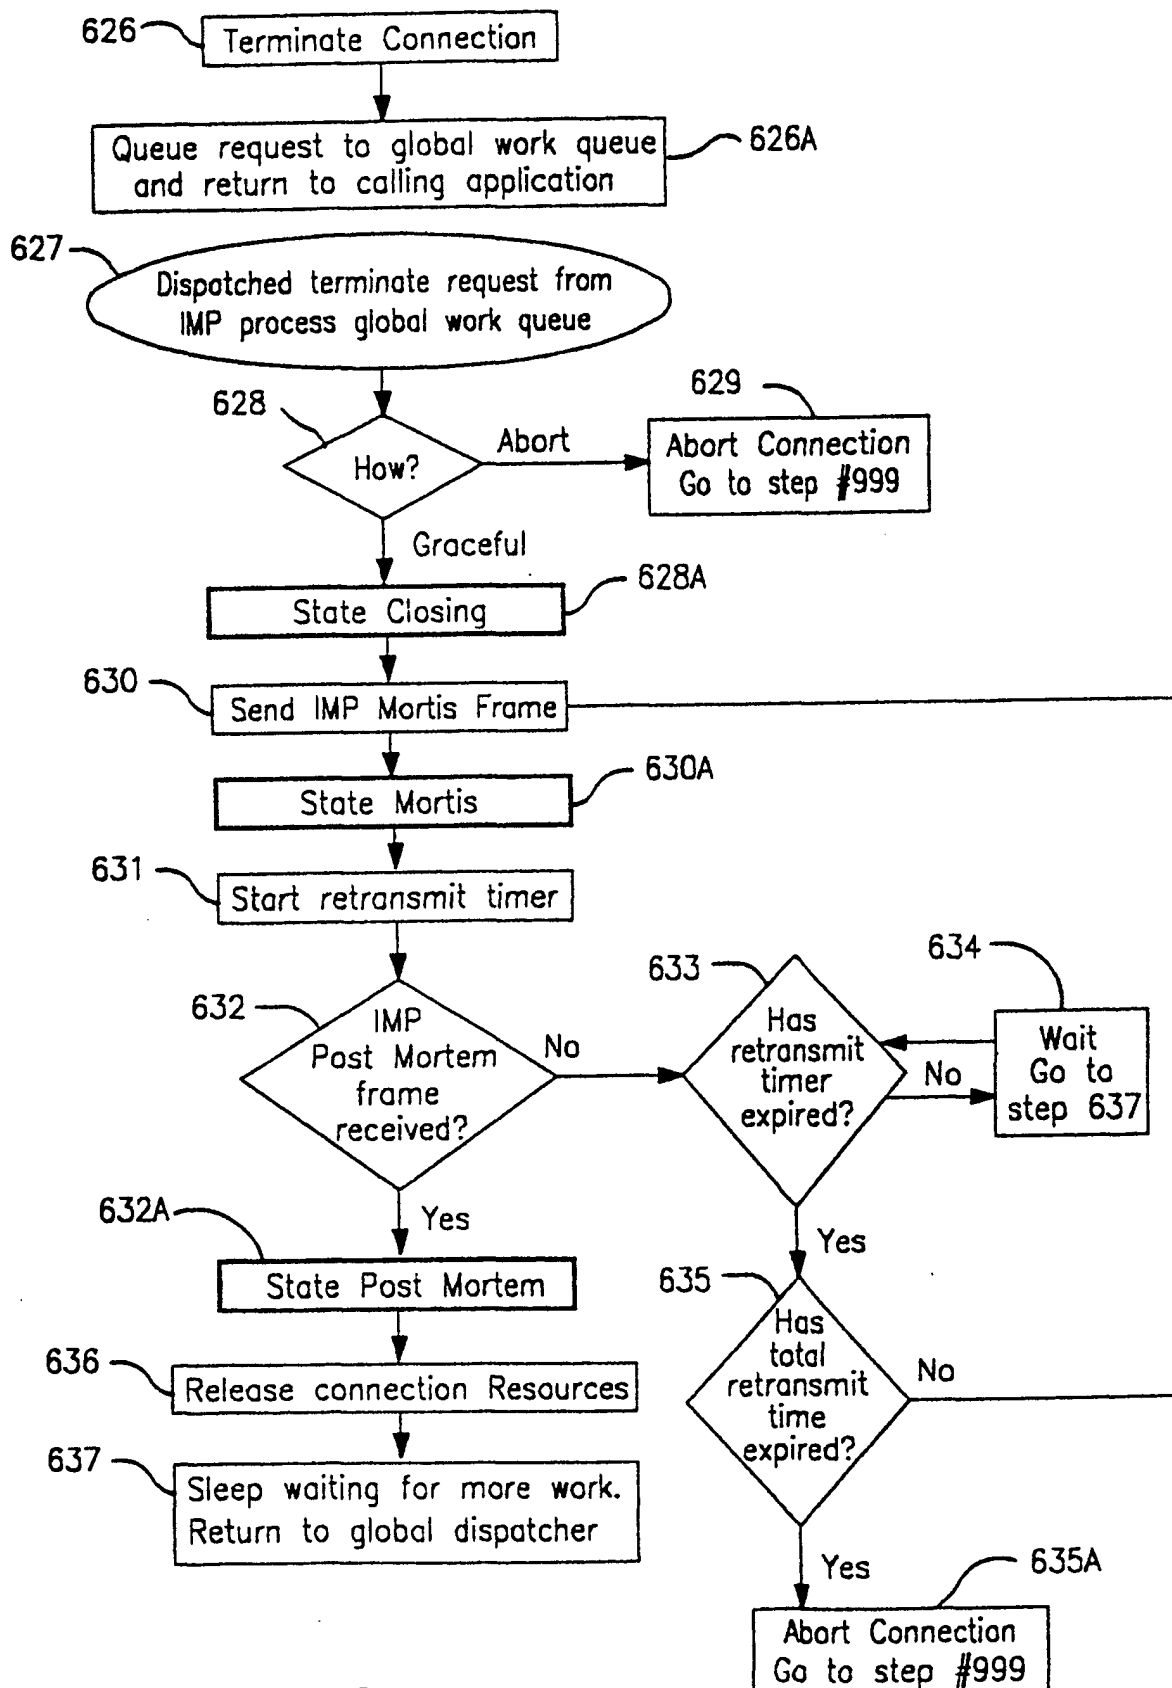 626
Terminate Connection
Queue request to global work queue
and return to calling application
626A
627
Dispatched terminate request from
IMP process global work queue
628
How?
Abort
629
Abort Connection
Go to step #999
Graceful
628A
State Closing
630
Send IMP Mortis Frame
630A
State Mortis
631
Start retransmit timer
632
IMP
Post Mortem
frame
received?
No
633
Has
retransmit
timer
expired?
No
634
Wait
Go to
step 637
Yes
632A
State Post Mortem
Yes
635
Has
total
retransmit
time
expired?
No
636
Release connection Resources
637
Sleep waiting for more work.
Return to global dispatcher
Yes
635A
Abort Connection
Go to step #999